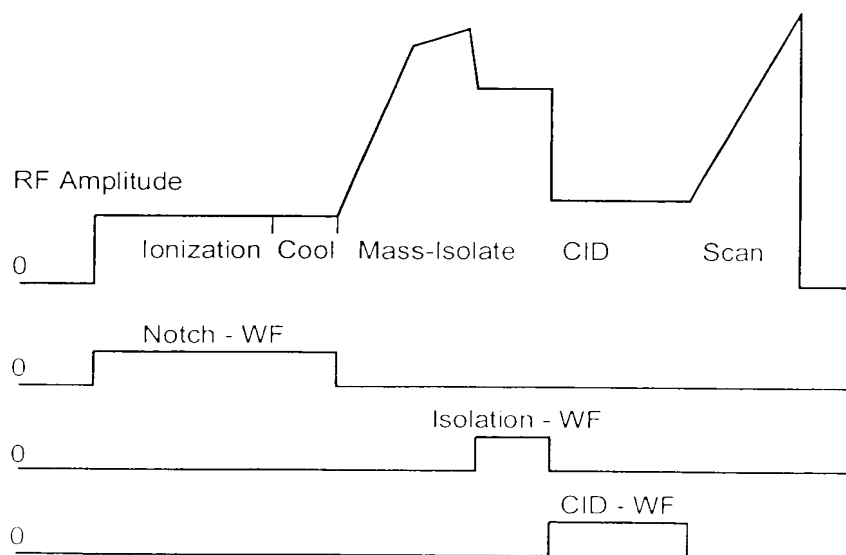 RF Amplitude
Ionization Cool Mass-Isolate CID Scan
0
Notch - WF
0
Isolation - WF
0
CID - WF
0